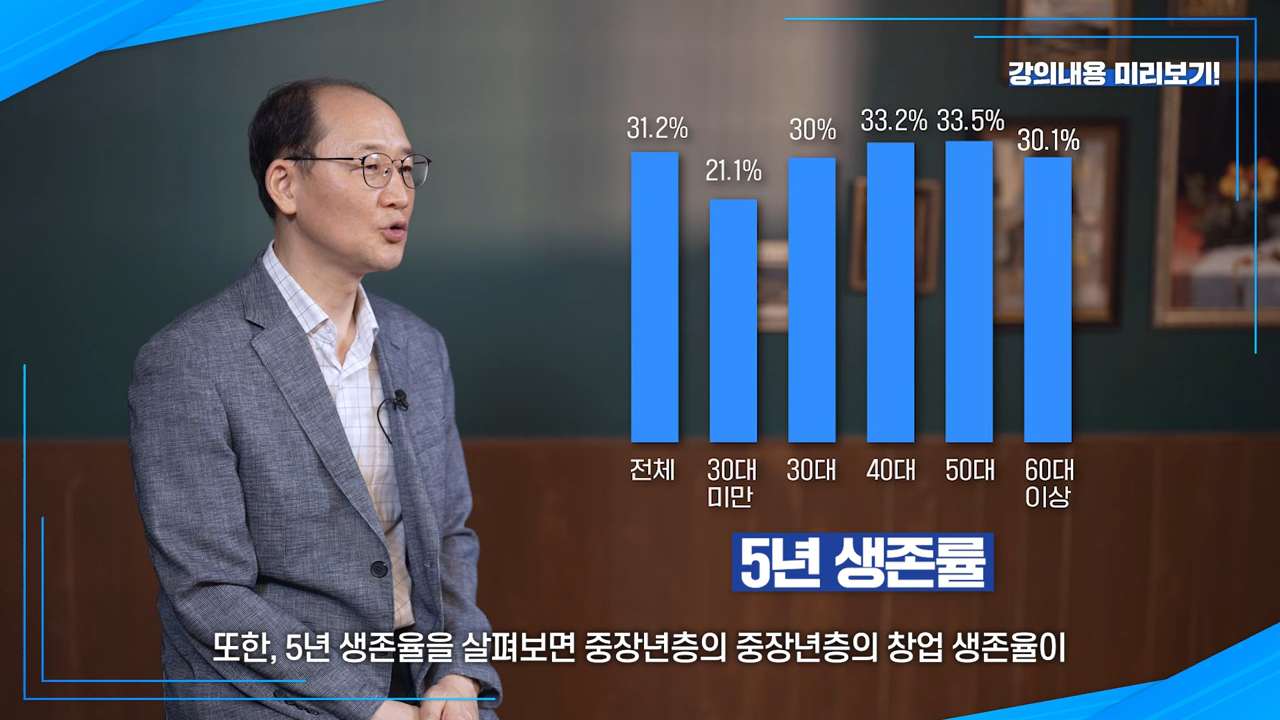 강의내용 미리보기!
31.2%
21.1%
30%
33.2%
33.5%
30.1%
전체
30대
미만
30대
40대
50대
60대
이상
5년 생존률
또한, 5년 생존율을 살펴보면 중장년층의 중장년층의 창업 생존율이